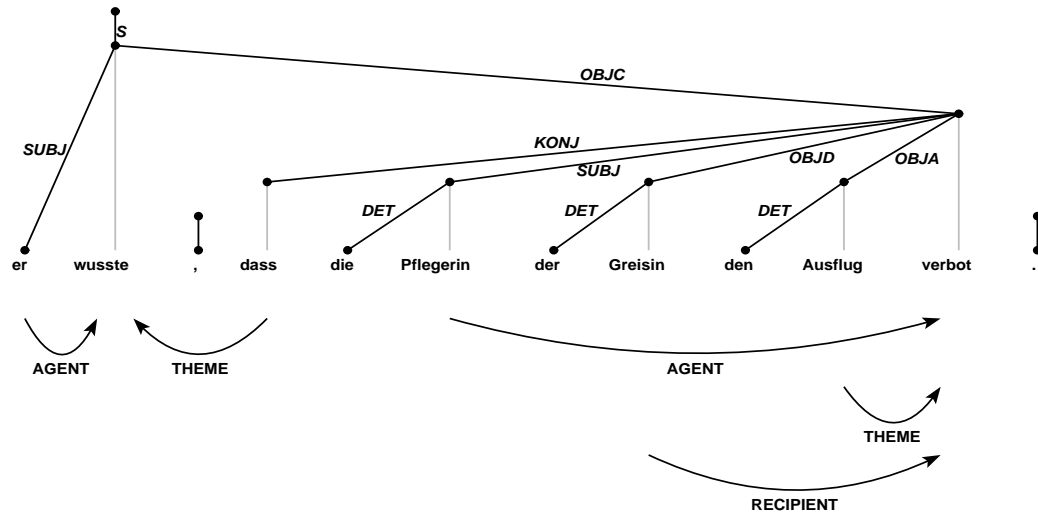 S
OBJC
SUBJ
KONJ
SUBJ
OBJD
OBJA
DET
DET
DET
er wusste , dass die Pflegerin der Greisin den Ausflug verbot .
AGENT THEME AGENT
THEME
RECIPIENT